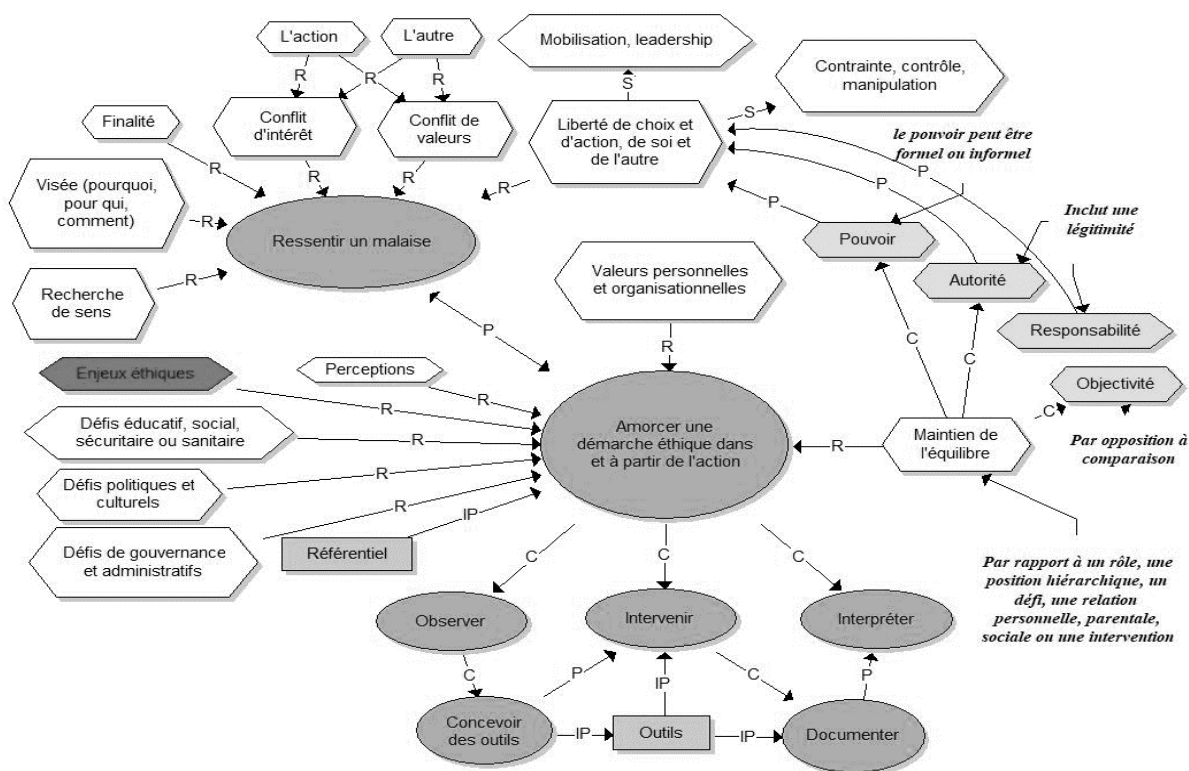 L'action
L'autre
Mobilisation, leadership
Contrainte, contrôle,
manipulation
R
R
R
S
S
Finalité
Conflit
d'intérêt
Conflit de
valeurs
Liberté de choix et
d'action, de soi et
de l'autre
le pouvoir peut être
formel ou informel
R
R
R
R
P
P
P
Visée (pourquoi,
pour qui,
comment)
R
Ressentir un malaise
Pouvoir
Inclut une
légitimité
Recherche
de sens
R
Valeurs personnelles
et organisationnelles
Autorité
Responsabilité
P
R
C
C
Enjeux éthiques
Perceptions
R
R
Objectivité
C
Défis éducatif, social,
sécuritaire ou sanitaire
R
Amorcer une
démarche éthique dans
et à partir de l'action
R
Maintien de
l'équilibre
Par opposition à
comparaison
Défis politiques et
culturels
R
R
IP
Défis de gouvernance
et administratifs
Référentiel
C
C
C
Par rapport à un rôle, une
position hiérarchique, un
défi, une relation
personnelle, parentale,
sociale ou une intervention
Observer
Intervenir
Interpréter
C
P
IP
C
P
Concevoir
des outils
IP
Outils
IP
Documenter